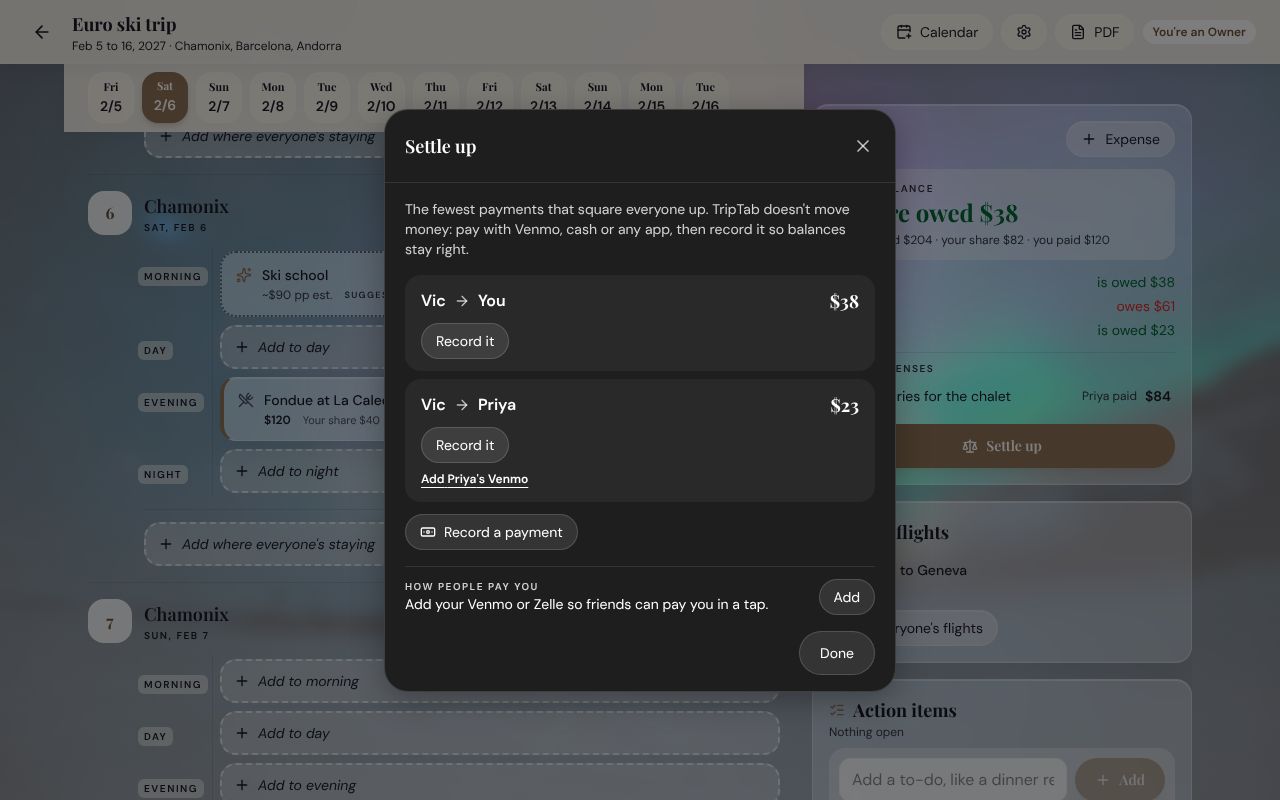 Euro ski trip
Feb 5 to 16, 2027 · Chamonix, Barcelona, Andorra
Calendar
PDF
You're an Owner
Fri 2/5
Sat 2/6
Sun 2/7
Mon 2/8
Tue 2/9
Wed 2/10
Thu 2/11
Fri 2/12
Sat 2/13
Sun 2/14
Mon 2/15
Tue 2/16
Add where everyone's staying
6
Chamonix
SAT, FEB 6
MORNING
Ski school
~$90 pp est.
DAY
Add to day
EVENING
Fondue at La
$120 Your share $40
NIGHT
Add to night
Add where everyone's staying
7
Chamonix
SUN, FEB 7
MORNING
Add to morning
DAY
Add to day
EVENING
Add to evening
Settle up
The fewest payments that square everyone up. TripTab doesn't move
money: pay with Venmo, cash or any app, then record it so balances
stay right.
Vic → You
$38
Record it
Vic → Priya
$23
Record it
Add Priya's Venmo
Record a payment
HOW PEOPLE PAY YOU
Add your Venmo or Zelle so friends can pay you in a tap.
Add
Done
Expense
owed $38
$204 · your share $82 · you paid $120
is owed $38
owes $61
is owed $23
for the chalet
Priya paid $84
Settle up
flights
to Geneva
flights
Action items
Nothing open
Add a to-do, like a dinner
Add